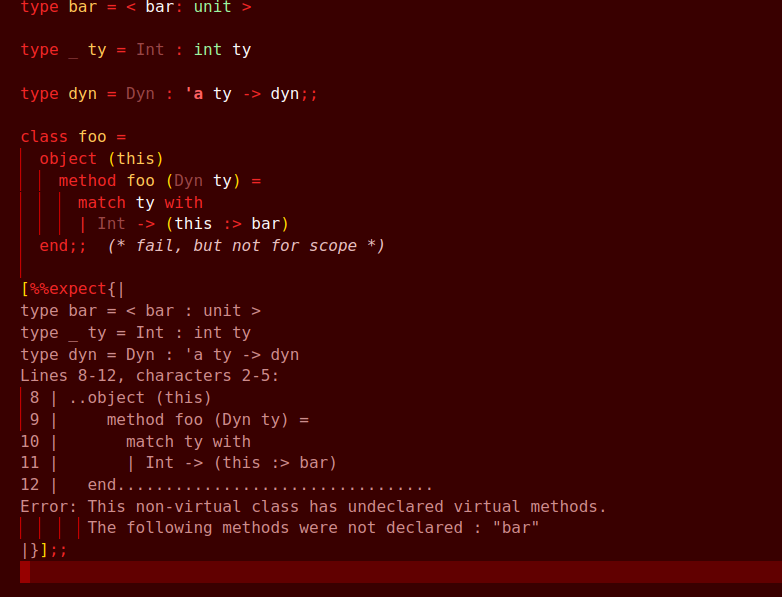 type bar = < bar: unit >
type _ ty = Int : int ty
type dyn = Dyn : 'a ty -> dyn;;
class foo =
  object (this)
    method foo (Dyn ty) =
      match ty with
      | Int -> (this :> bar)
  end;;  (* fail, but not for scope *)
[%%expect{|
type bar = < bar : unit >
type _ ty = Int : int ty
type dyn = Dyn : 'a ty -> dyn
Lines 8-12, characters 2-5:
 8 | ..object (this)
 9 |     method foo (Dyn ty) =
10 |       match ty with
11 |       | Int -> (this :> bar)
12 |   end.................................
Error: This non-virtual class has undeclared virtual methods.
       The following methods were not declared : "bar"
|}];;